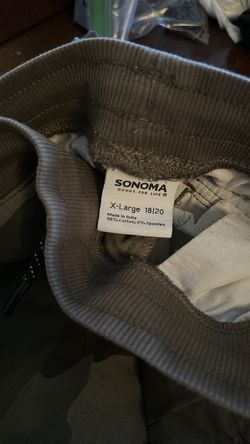 SONOMA
GOODS FOR LIFE
X-Large 18|20
Made in India
98% Cotton/2% Spandex